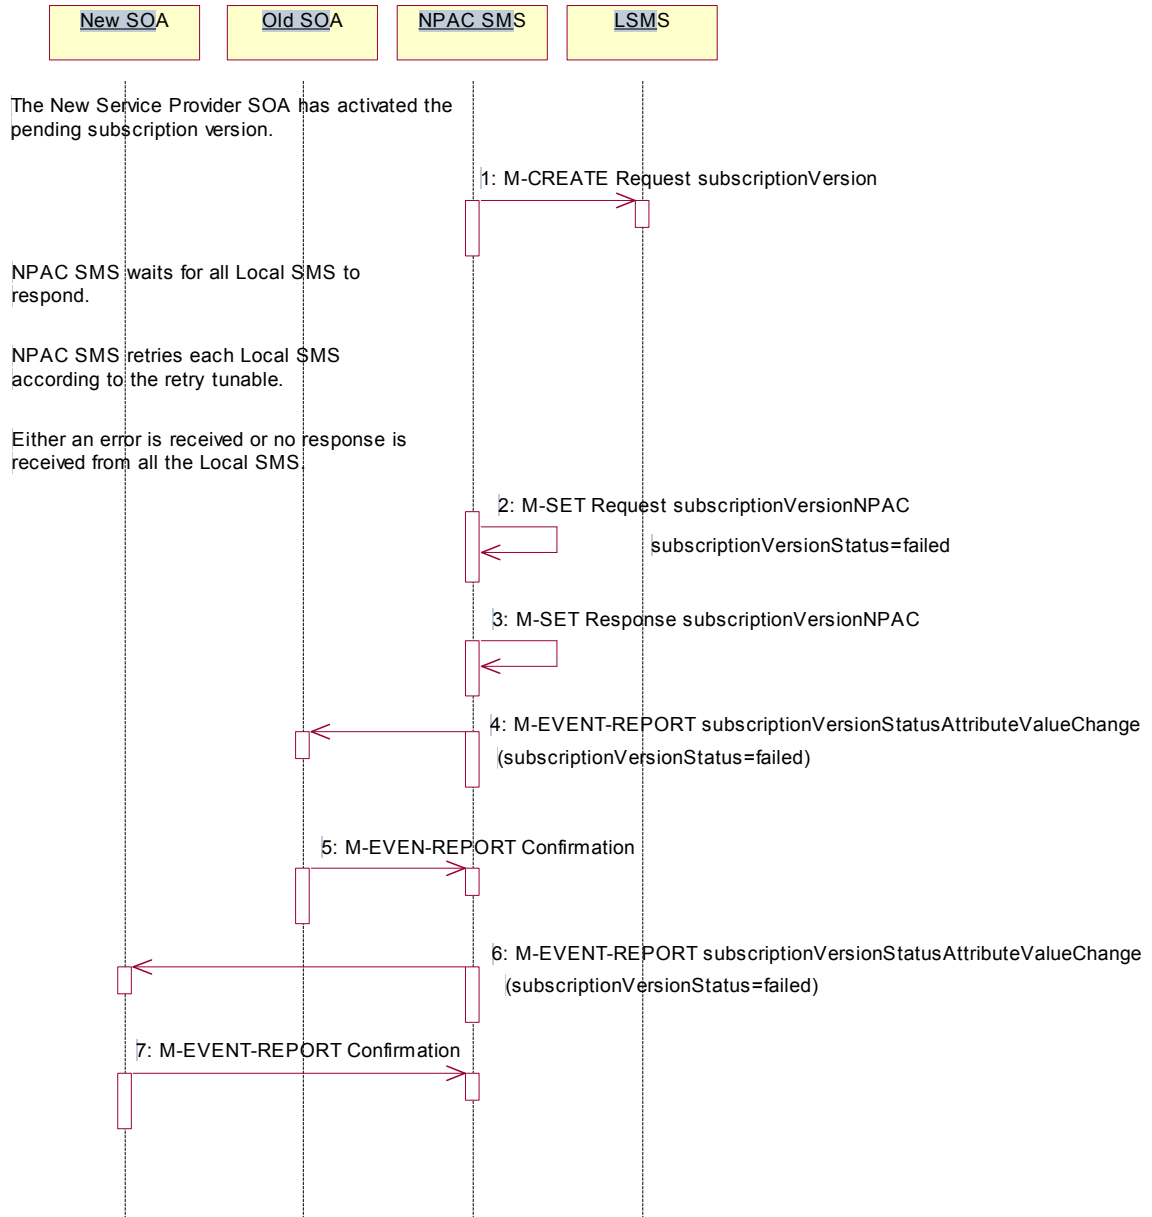 New SOA
Old SOA
NPAC SMS
LSMS
The New Service Provider SOA has activated the
pending subscription version.
1: M-CREATE Request subscriptionVersion
NPAC SMS waits for all Local SMS to
respond.
NPAC SMS retries each Local SMS
according to the retry tunable.
Either an error is received or no response is
received from all the Local SMS.
2: M-SET Request subscriptionVersionNPAC
subscriptionVersionStatus=failed
3: M-SET Response subscriptionVersionNPAC
4: M-EVENT-REPORT subscriptionVersionStatusAttributeValueChange
(subscriptionVersionStatus=failed)
5: M-EVEN-REPORT Confirmation
6: M-EVENT-REPORT subscriptionVersionStatusAttributeValueChange
(subscriptionVersionStatus=failed)
7: M-EVENT-REPORT Confirmation